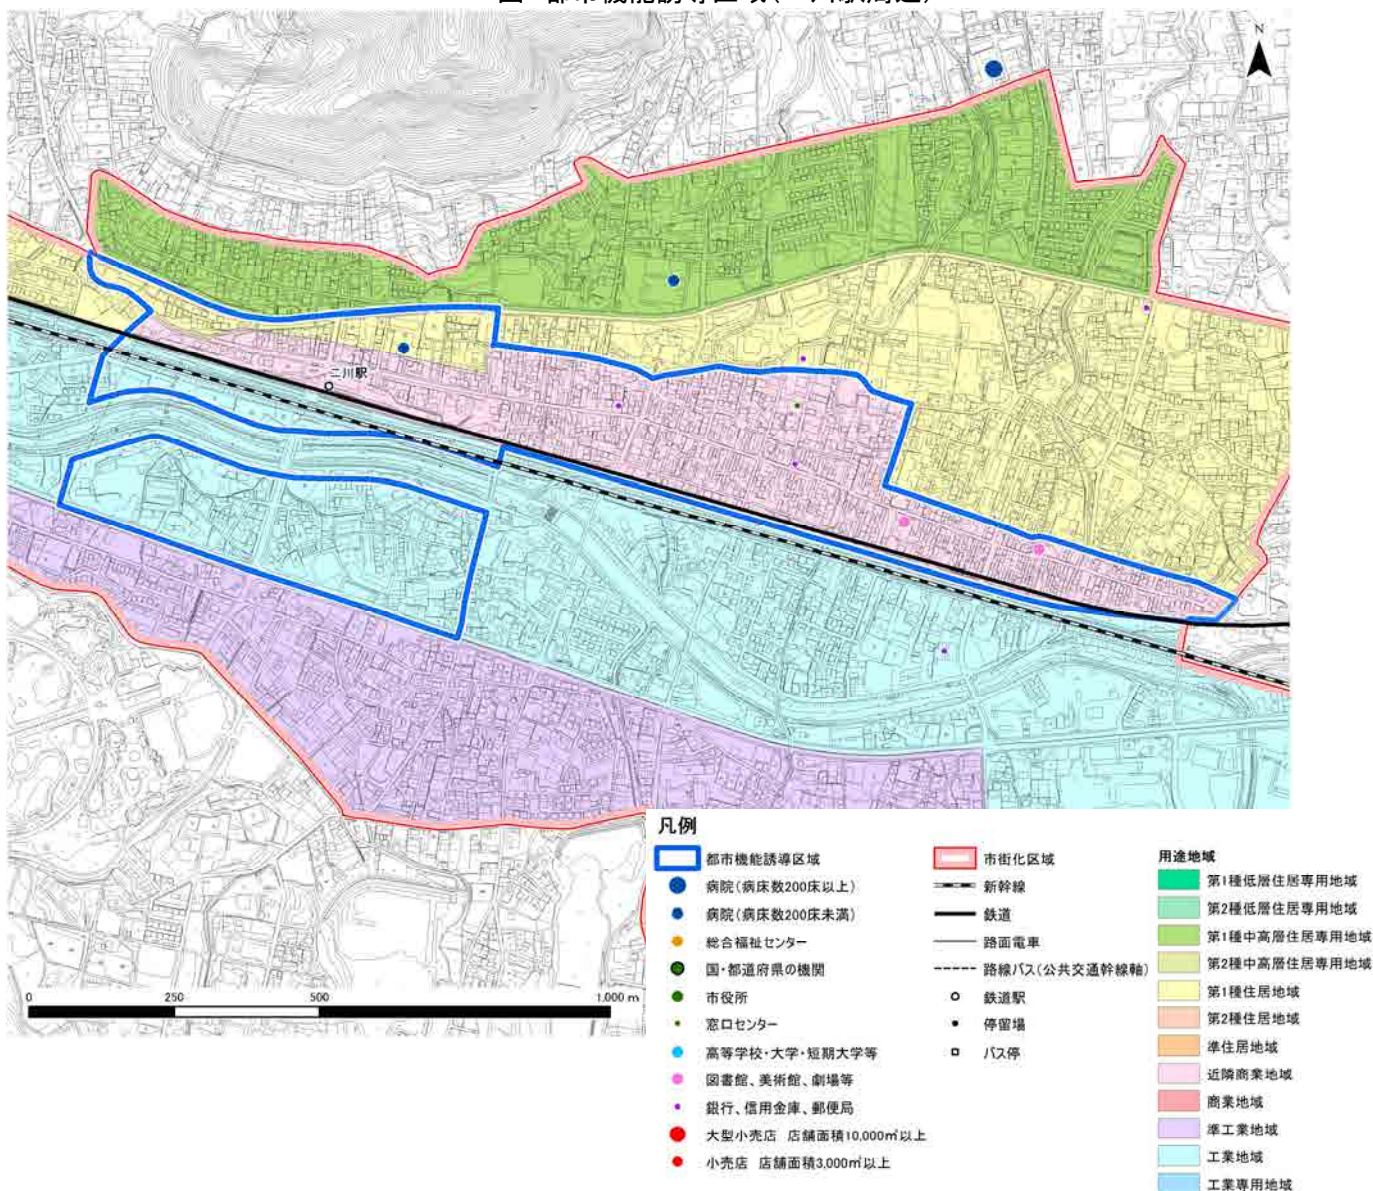 N
二川駅
0 250 500 1,000 m
凡例
都市機能誘導区域
病院(病床数200床以上)
病院(病床数200床未満)
総合福祉センター
国・都道府県の機関
市役所
窓口センター
高等学校・大学・短期大学等
図書館、美術館、劇場等
銀行、信用金庫、郵便局
大型小売店 店舗面積10,000㎡以上
小売店 店舗面積3,000㎡以上
市街化区域
新幹線
鉄道
路面電車
路線バス(公共交通幹線軸)
鉄道駅
停留場
バス停
用途地域
第1種低層住居専用地域
第2種低層住居専用地域
第1種中高層住居専用地域
第2種中高層住居専用地域
第1種住居地域
第2種住居地域
準住居地域
近隣商業地域
商業地域
準工業地域
工業地域
工業専用地域